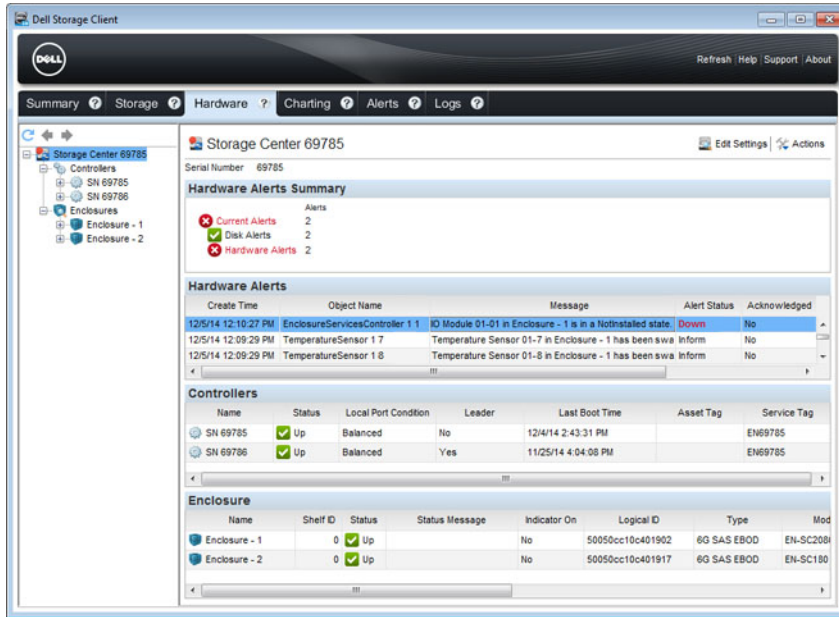 Dell Storage Client
DELL
Refresh Help Support About
Summary ? Storage ? Hardware ? Charting ? Alerts ? Logs ?
Storage Center 69785
Controllers
SN 69785
SN 69786
Enclosures
Enclosure - 1
Enclosure - 2
Storage Center 69785
Edit Settings Actions
Serial Number 69785
Hardware Alerts Summary
Alerts
Current Alerts 2
Disk Alerts 2
Hardware Alerts 2
Hardware Alerts
Create Time Object Name Message Alert Status Acknowledged
12/5/14 12:10:27 PM EnclosureServicesController 1 1 IO Module 01-01 in Enclosure - 1 is in a NotInstalled state. Down No
12/5/14 12:09:29 PM TemperatureSensor 1 7 Temperature Sensor 01-7 in Enclosure - 1 has been swa Inform No
12/5/14 12:09:29 PM TemperatureSensor 1 8 Temperature Sensor 01-8 in Enclosure - 1 has been swa Inform No
Controllers
Name Status Local Port Condition Leader Last Boot Time Asset Tag Service Tag
SN 69785 Up Balanced No 12/4/14 2:43:31 PM EN69785
SN 69786 Up Balanced Yes 11/25/14 4:04:08 PM EN69785
Enclosure
Name Shelf ID Status Status Message Indicator On Logical ID Type Mod
Enclosure - 1 0 Up No 50050cc10c401902 6G SAS EBOD EN-SC208
Enclosure - 2 0 Up No 50050cc10c401917 6G SAS EBOD EN-SC180